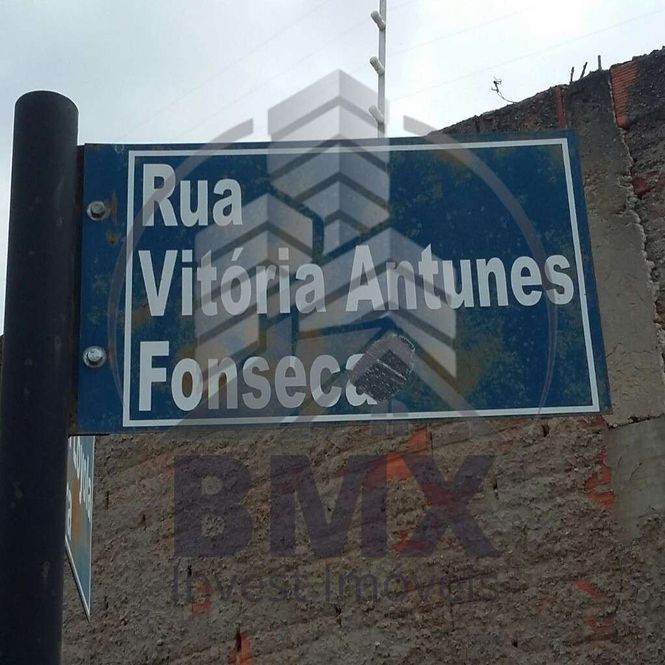 Rua
Vitória Antunes
Fonseca
BMX
Invest Imóveis